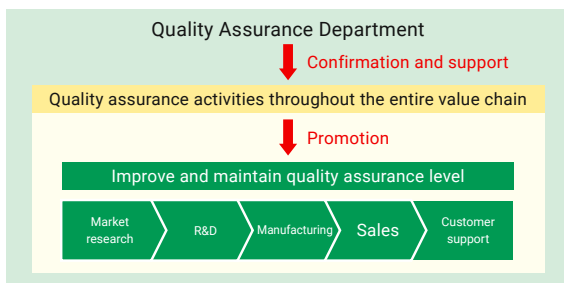 Quality Assurance Department
Confirmation and support
Quality assurance activities throughout the entire value chain
Promotion
Improve and maintain quality assurance level
Market
research
R&D
Manufacturing
Sales
Customer
support